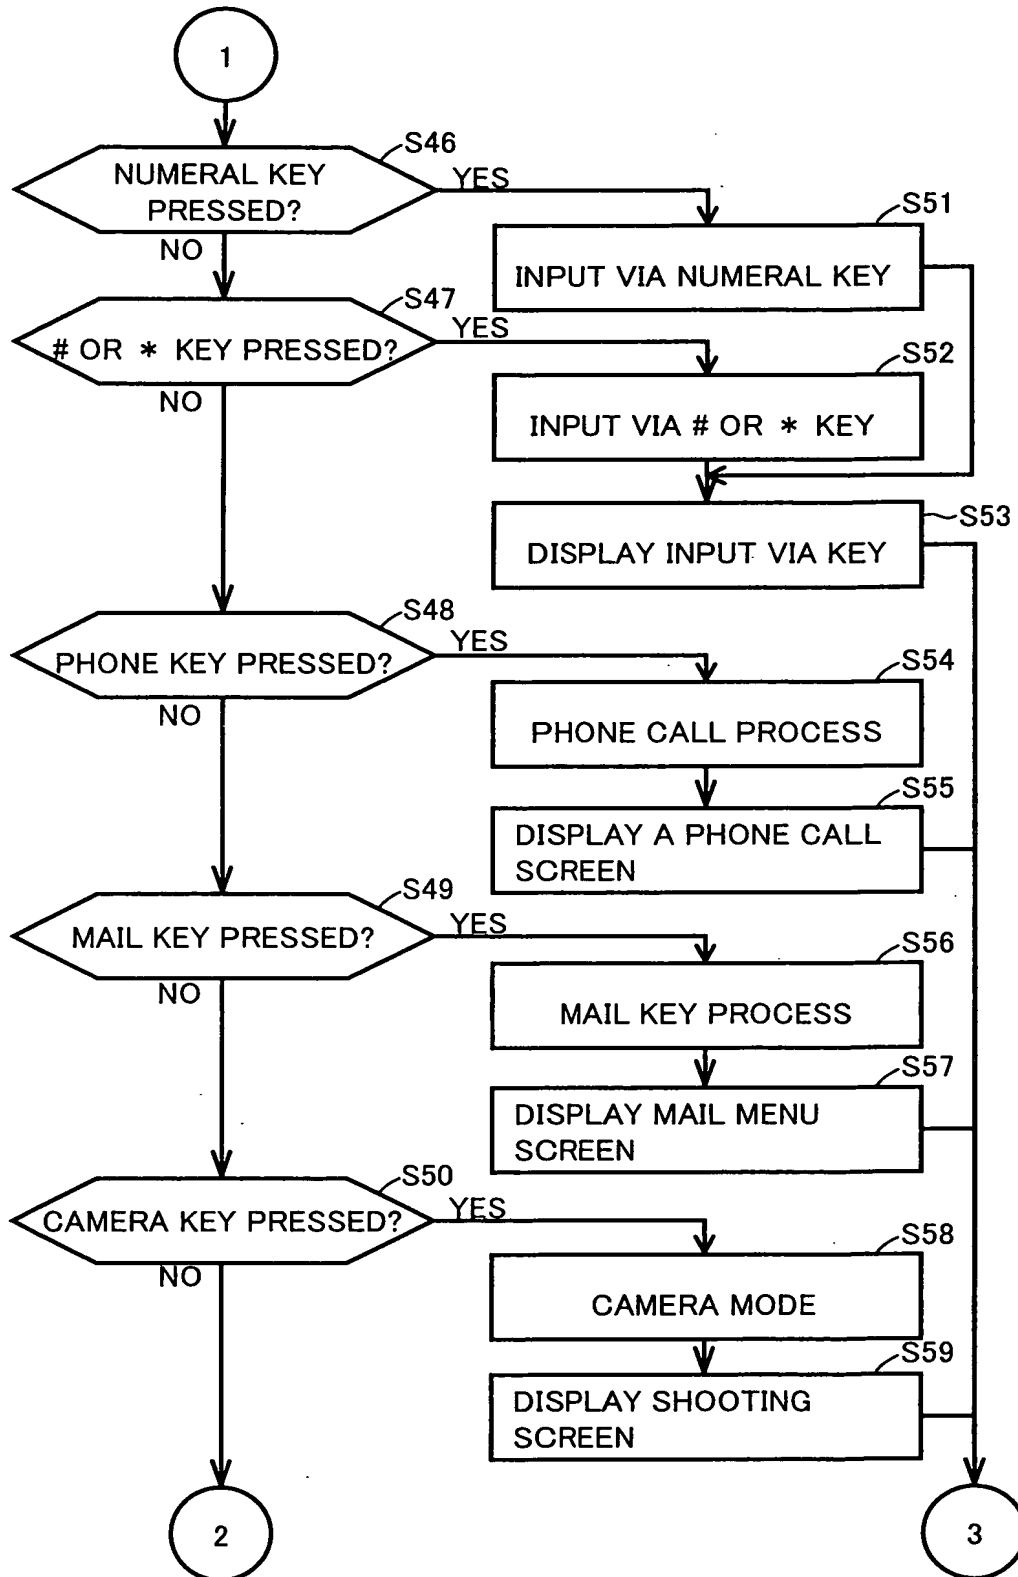 1
S46
NUMERAL KEY
PRESSED?
YES
NO
S51
INPUT VIA NUMERAL KEY
S47
# OR * KEY PRESSED?
YES
NO
S52
INPUT VIA # OR * KEY
S53
DISPLAY INPUT VIA KEY
S48
PHONE KEY PRESSED?
YES
NO
S54
PHONE CALL PROCESS
S55
DISPLAY A PHONE CALL
SCREEN
S49
MAIL KEY PRESSED?
YES
NO
S56
MAIL KEY PROCESS
S57
DISPLAY MAIL MENU
SCREEN
S50
CAMERA KEY PRESSED?
YES
NO
S58
CAMERA MODE
S59
DISPLAY SHOOTING
SCREEN
2
3